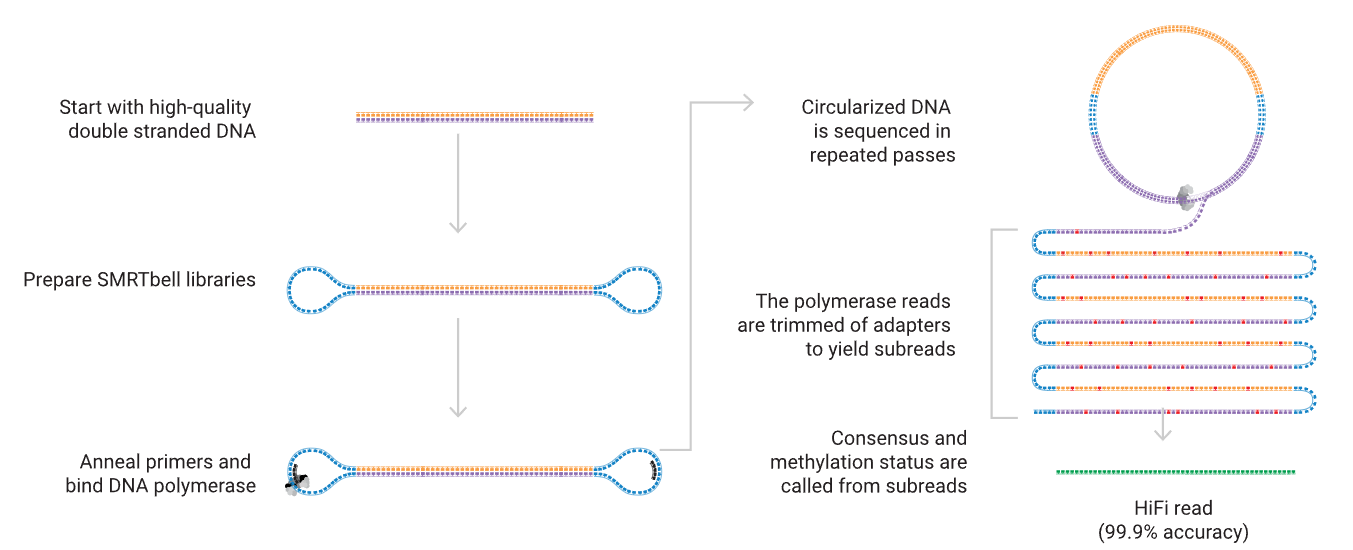 Start with high-quality
double stranded DNA
Prepare SMRTbell libraries
Anneal primers and
bind DNA polymerase
Circularized DNA
is sequenced in
repeated passes
The polymerase reads
are trimmed of adapters
to yield subreads
Consensus and
methylation status are
called from subreads
HiFi read
(99.9% accuracy)